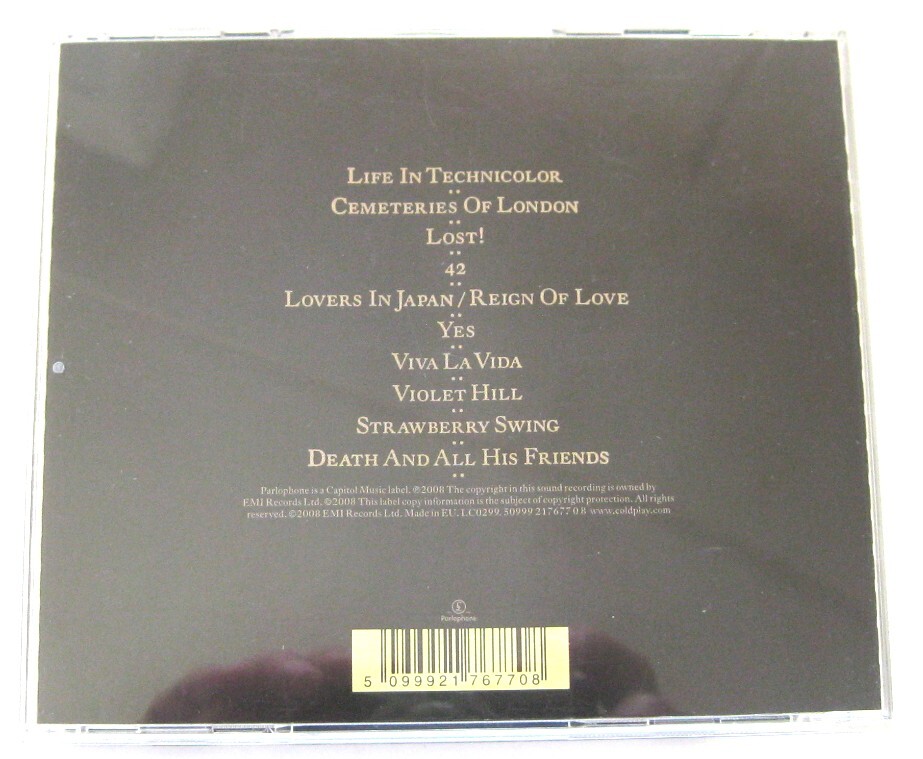 LIFE IN TECHNICOLOR
CEMETERIES OF LONDON
LOST!
42
LOVERS IN JAPAN / REIGN OF LOVE
YES
VIVA LA VIDA
VIOLET HILL
STRAWBERRY SWING
DEATH AND ALL HIS FRIENDS
Parlophone is a Capitol Music label. ℗2008 The copyright in this sound recording is owned by
EMI Records Ltd. ©2008 This label copy information is the subject of copyright protection. All rights
reserved. ©2008 EMI Records Ltd. Made in EU. LC0299. 50999 217677 0 8 www.coldplay.com
£
Parlophone
5 099921 767708